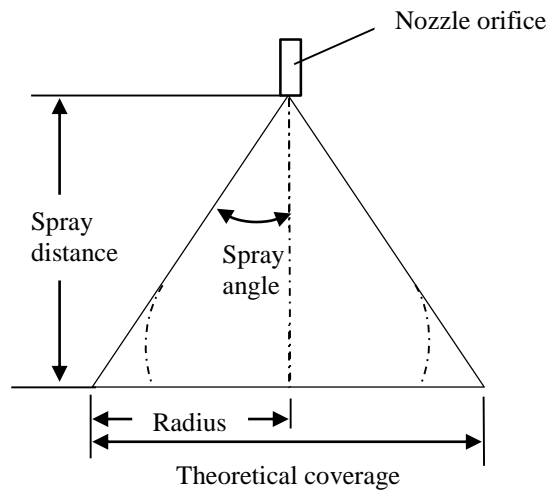 Nozzle orifice
Spray
distance
Spray
angle
Radius
Theoretical coverage